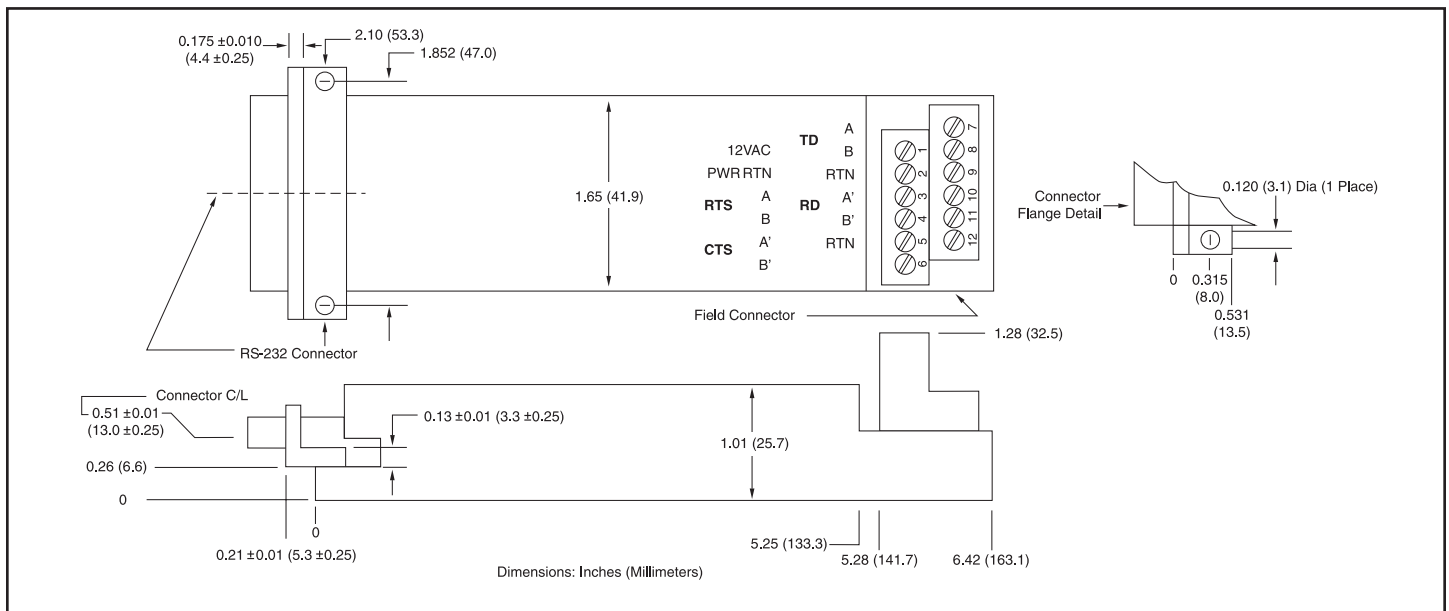 0.175 ±0.010
(4.4 ±0.25)
2.10 (53.3)
1.852 (47.0)
12VAC
PWR RTN
RTS
A
B
CTS
A'
B'
TD
A
B
RTN
RD
A'
B'
RTN
1
2
3
4
5
6
7
8
9
10
11
12
1.65 (41.9)
Field Connector
RS-232 Connector
Connector
Flange Detail
0.120 (3.1) Dia (1 Place)
0
0.315
(8.0)
0.531
(13.5)
Connector C/L
0.51 ±0.01
(13.0 ±0.25)
0.26 (6.6)
0
0
0.21 ±0.01 (5.3 ±0.25)
0.13 ±0.01 (3.3 ±0.25)
1.01 (25.7)
1.28 (32.5)
5.25 (133.3)
5.28 (141.7)
6.42 (163.1)
Dimensions: Inches (Millimeters)